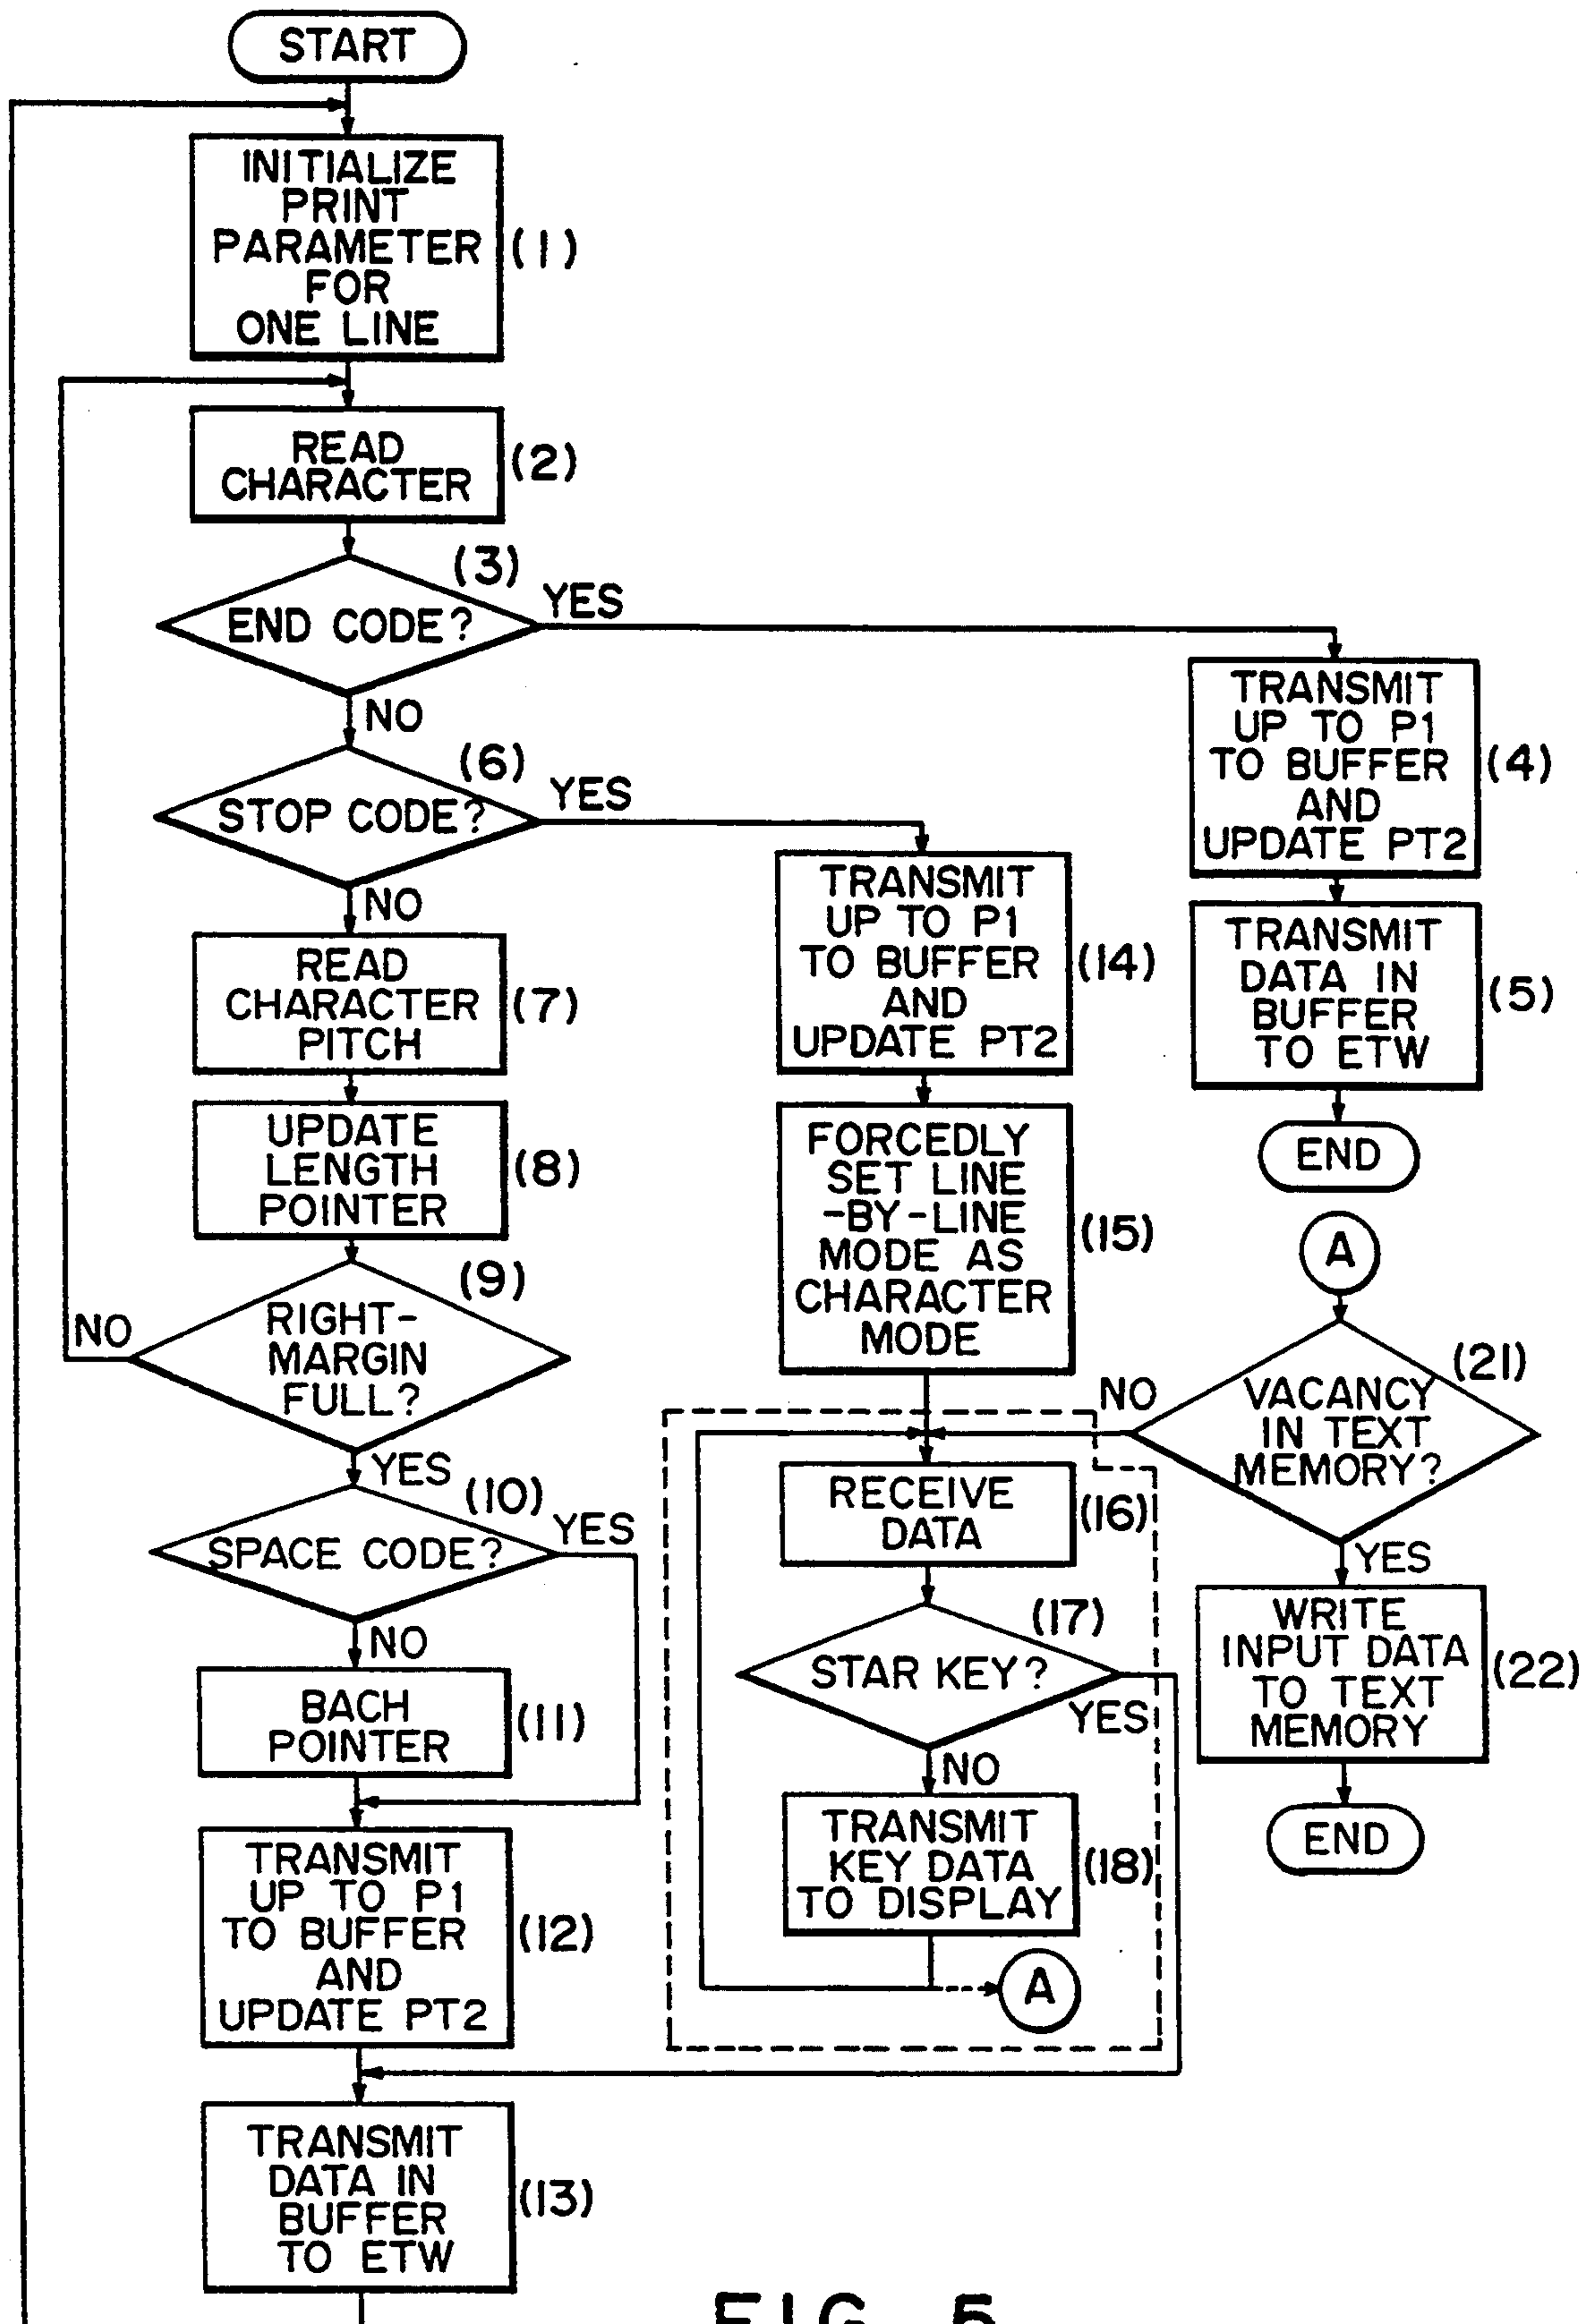 START
INITIALIZE
PRINT
PARAMETER
FOR
ONE LINE
(1)
READ
CHARACTER
(2)
END CODE?
(3)
YES
NO
TRANSMIT
UP TO P1
TO BUFFER
AND
UPDATE PT2
(4)
TRANSMIT
DATA IN
BUFFER
TO ETW
(5)
END
STOP CODE?
(6)
YES
NO
READ
CHARACTER
PITCH
(7)
UPDATE
LENGTH
POINTER
(8)
RIGHT-
MARGIN
FULL?
(9)
NO
YES
SPACE CODE?
(10)
YES
NO
BACH
POINTER
(11)
TRANSMIT
UP TO P1
TO BUFFER
AND
UPDATE PT2
(12)
TRANSMIT
DATA IN
BUFFER
TO ETW
(13)
TRANSMIT
UP TO P1
TO BUFFER
AND
UPDATE PT2
(14)
FORCEDLY
SET LINE
-BY-LINE
MODE AS
CHARACTER
MODE
(15)
RECEIVE
DATA
(16)
STAR KEY?
(17)
YES
NO
TRANSMIT
KEY DATA
TO DISPLAY
(18)
A
A
VACANCY
IN TEXT
MEMORY?
(21)
NO
YES
WRITE
INPUT DATA
TO TEXT
MEMORY
(22)
END
FIG. 5